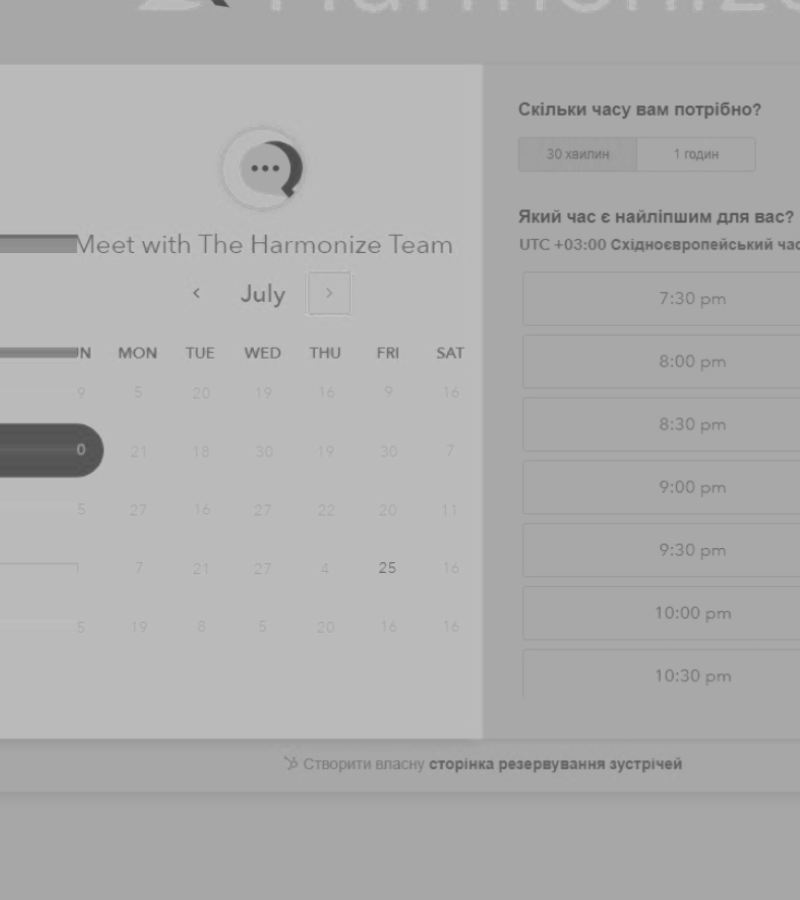 Harmonize
Meet with The Harmonize Team
July
N MON TUE WED THU FRI SAT
9 5 20 19 16 9 16
0 21 18 30 19 30 7
5 27 16 27 22 20 11
7 21 27 4 25 16
5 19 8 5 20 16 16
Скільки часу вам потрібно?
30 хвилин 1 годин
Який час є найліпшим для вас?
UTC +03:00 Східноєвропейський час
7:30 pm
8:00 pm
8:30 pm
9:00 pm
9:30 pm
10:00 pm
10:30 pm
Створити власну сторінка резервування зустрічей